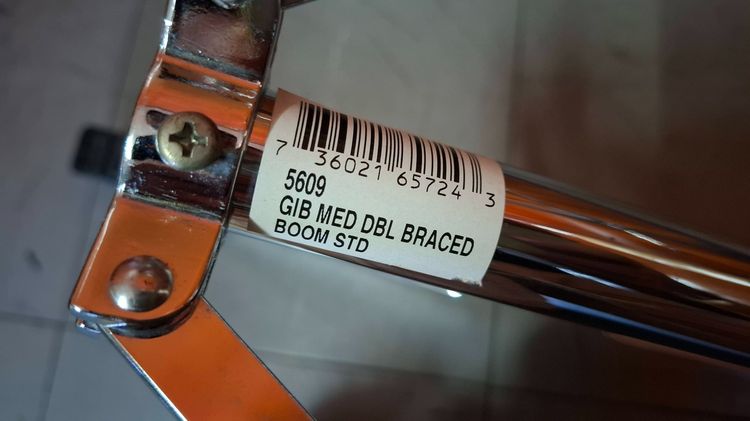 7 36021 65724 3
5609
GIB MED DBL BRACED
BOOM STD